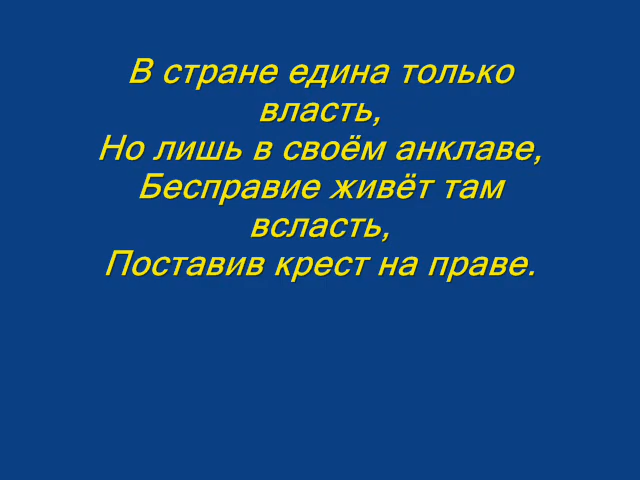 В стране едина только
власть,
Но лишь в своём анклаве,
Бесправие живёт там
всласть,
Поставив крест на праве.